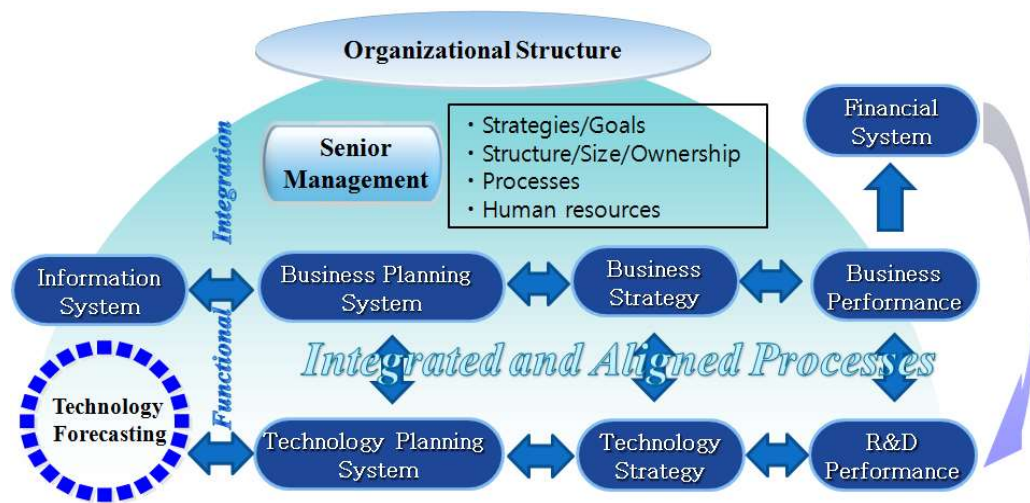 Organizational Structure
Senior
Management
・Strategies/Goals
・Structure/Size/Ownership
・Processes
・Human resources
Financial
System
Functional Integration
Information
System
Business Planning
System
Business
Strategy
Business
Performance
Integrated and Aligned Processes
Technology
Forecasting
Technology Planning
System
Technology
Strategy
R&D
Performance